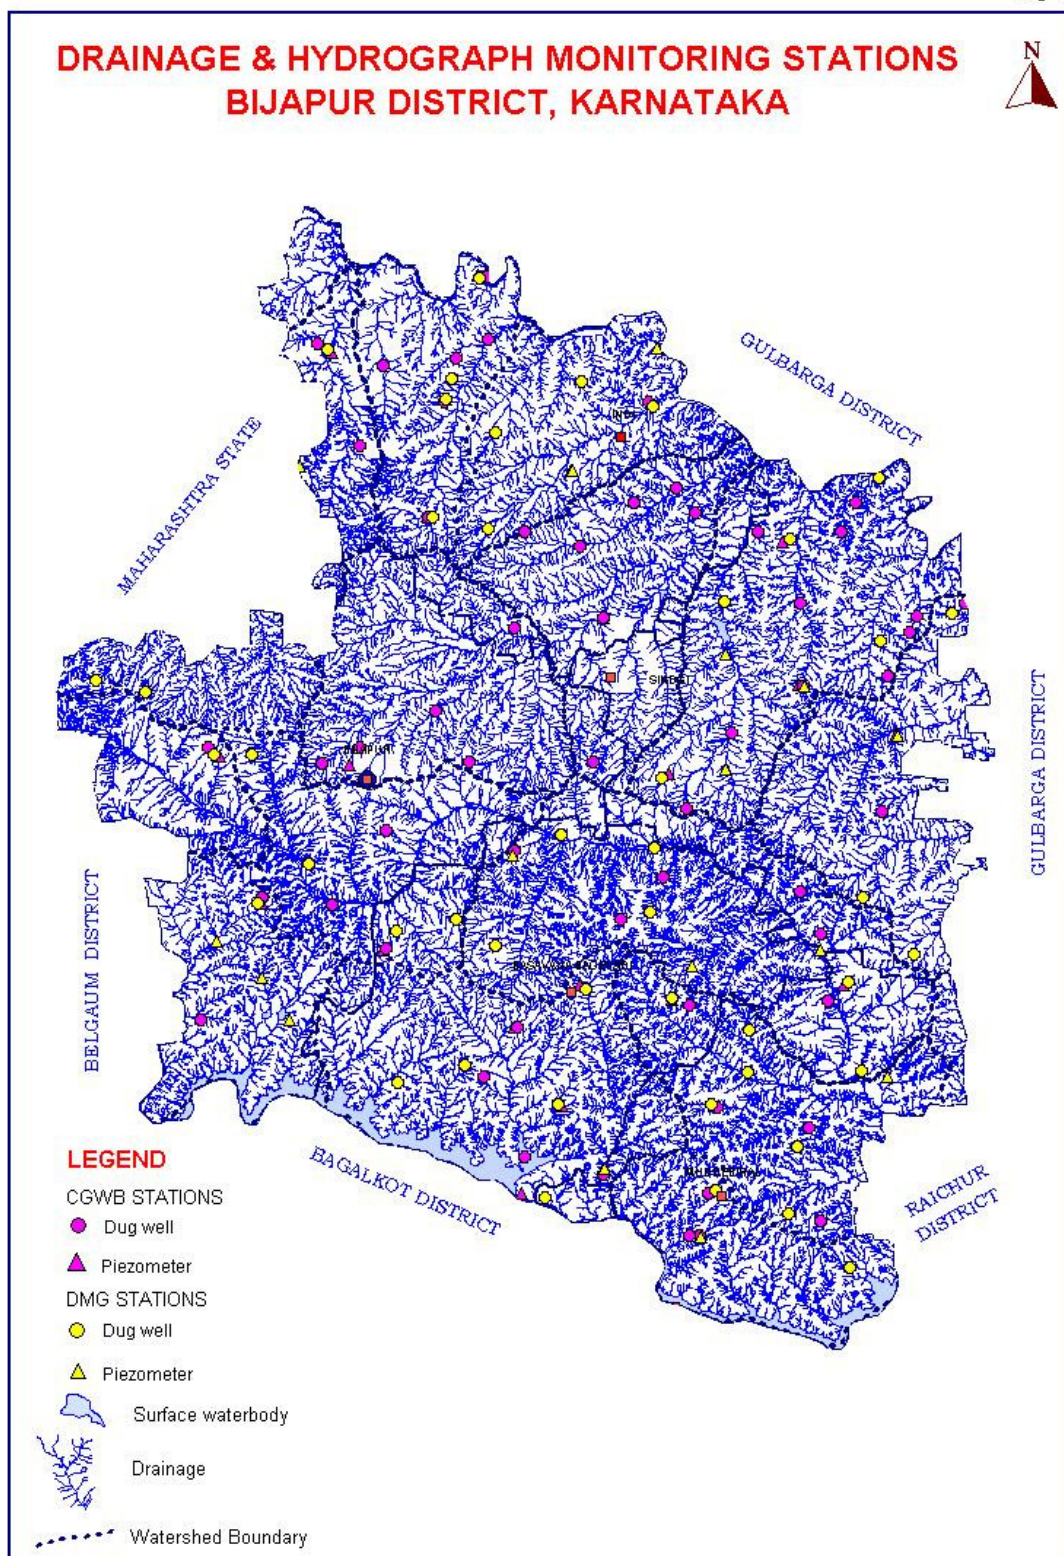 DRAINAGE & HYDROGRAPH MONITORING STATIONS
BIJAPUR DISTRICT, KARNATAKA
N
GULBARGA DISTRICT
MAHARASHTRA STATE
GULBARGA DISTRICT
BELGAUM DISTRICT
BAGALKOT DISTRICT
RAICHUR
DISTRICT
LEGEND
CGWB STATIONS
Dug well
Piezometer
DMG STATIONS
Dug well
Piezometer
Surface waterbody
Drainage
Watershed Boundary